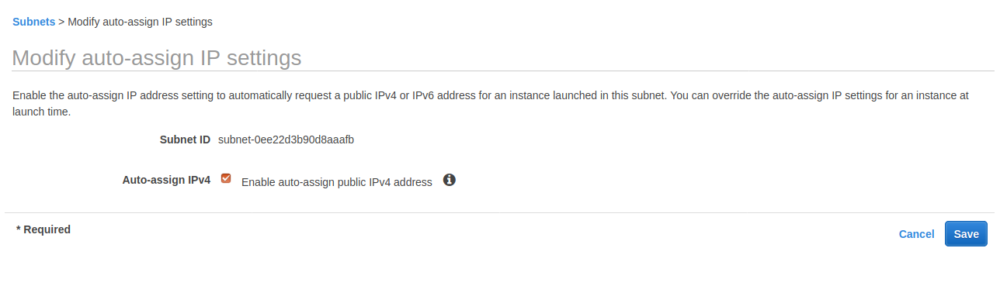 Subnets > Modify auto-assign IP settings
Modify auto-assign IP settings
Enable the auto-assign IP address setting to automatically request a public IPv4 or IPv6 address for an instance launched in this subnet. You can override the auto-assign IP settings for an instance at
launch time.
Subnet ID subnet-0ee22d3b90d8aaafb
Auto-assign IPv4 Enable auto-assign public IPv4 address
* Required
Cancel Save